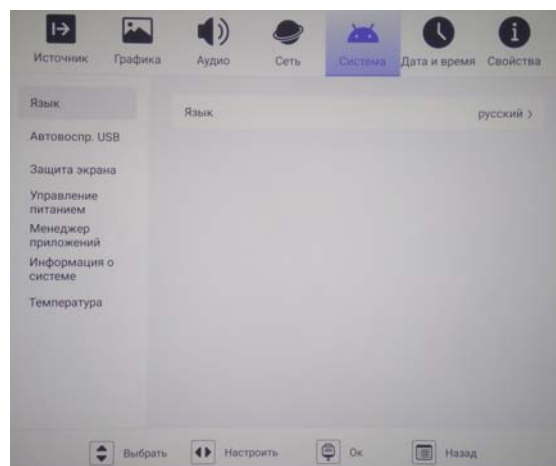 Источник Графика Аудио Сеть Система Дата и время Свойства
Язык
Автовоспр. USB
Защита экрана
Управление
питанием
Менеджер
приложений
Информация о
системе
Температура
Язык русский >
Выбрать Настроить Ок Назад